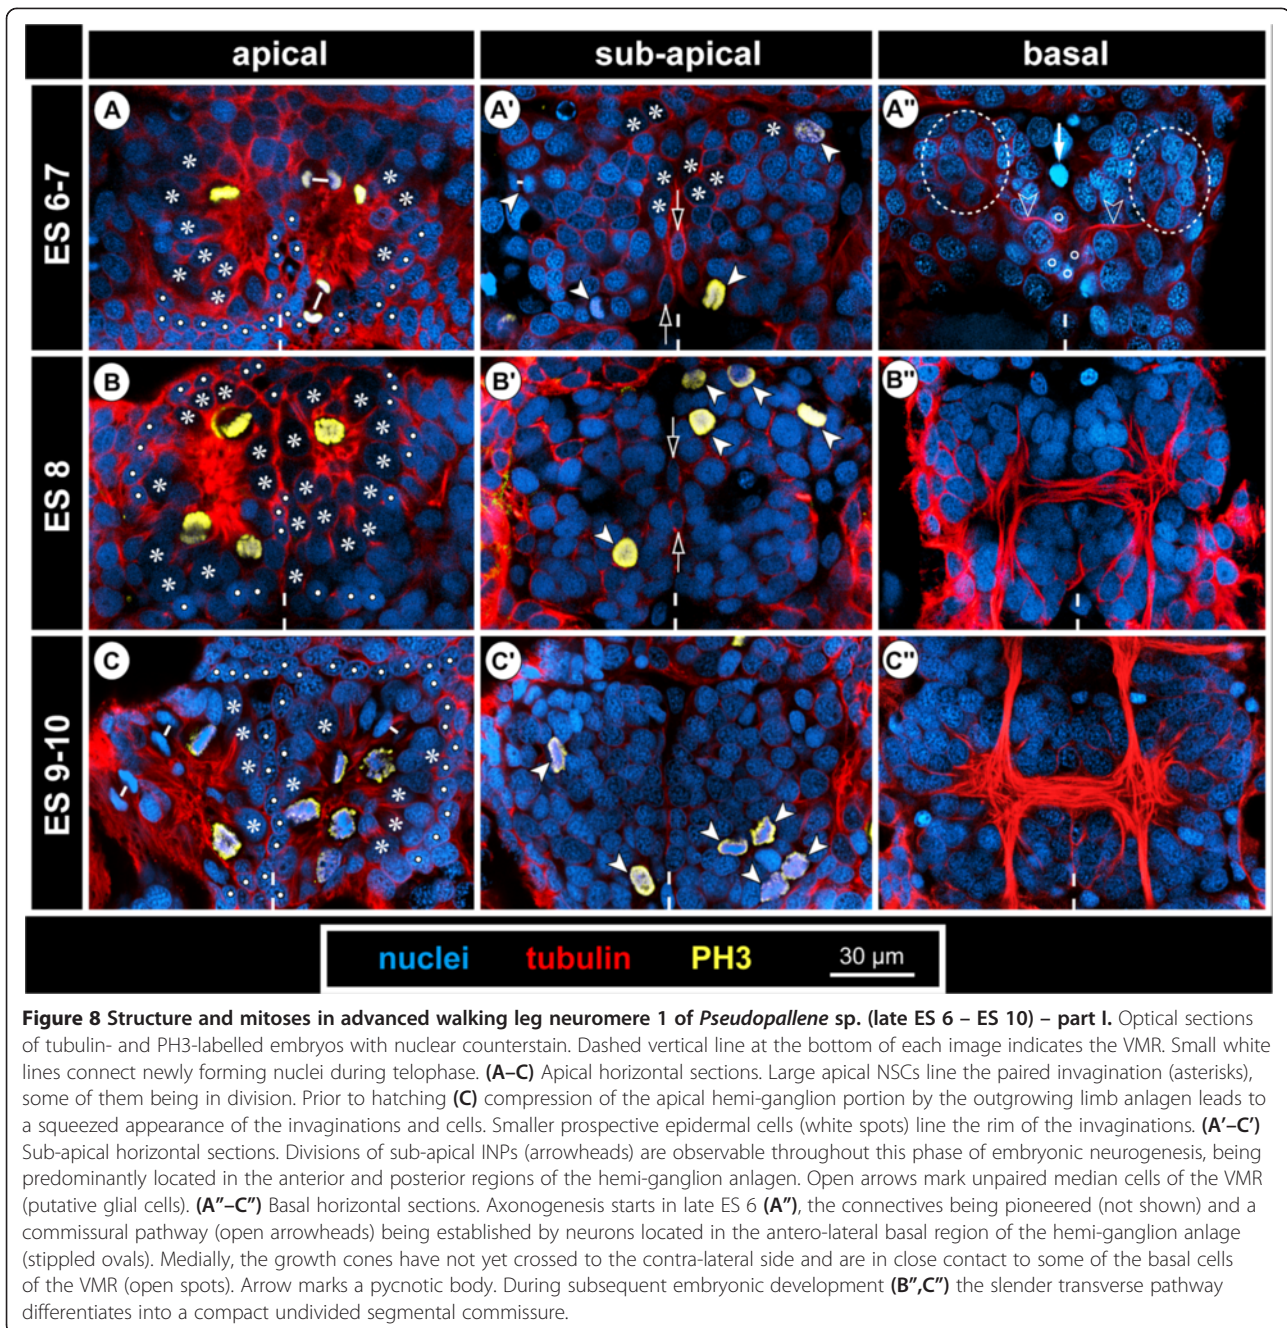 apical sub-apical basal
ES 6-7
A A' A"
ES 8
B B' B"
ES 9-10
C C' C"
nuclei tubulin PH3 30 µm
Figure 8 Structure and mitoses in advanced walking leg neuromere 1 of Pseudopallene sp. (late ES 6 – ES 10) – part I. Optical sections
of tubulin- and PH3-labelled embryos with nuclear counterstain. Dashed vertical line at the bottom of each image indicates the VMR. Small white
lines connect newly forming nuclei during telophase. (A–C) Apical horizontal sections. Large apical NSCs line the paired invagination (asterisks),
some of them being in division. Prior to hatching (C) compression of the apical hemi-ganglion portion by the outgrowing limb anlagen leads to
a squeezed appearance of the invaginations and cells. Smaller prospective epidermal cells (white spots) line the rim of the invaginations. (A'–C')
Sub-apical horizontal sections. Divisions of sub-apical INPs (arrowheads) are observable throughout this phase of embryonic neurogenesis, being
predominantly located in the anterior and posterior regions of the hemi-ganglion anlagen. Open arrows mark unpaired median cells of the VMR
(putative glial cells). (A"–C") Basal horizontal sections. Axonogenesis starts in late ES 6 (A"), the connectives being pioneered (not shown) and a
commissural pathway (open arrowheads) being established by neurons located in the antero-lateral basal region of the hemi-ganglion anlage
(stippled ovals). Medially, the growth cones have not yet crossed to the contra-lateral side and are in close contact to some of the basal cells
of the VMR (open spots). Arrow marks a pycnotic body. During subsequent embryonic development (B",C") the slender transverse pathway
differentiates into a compact undivided segmental commissure.